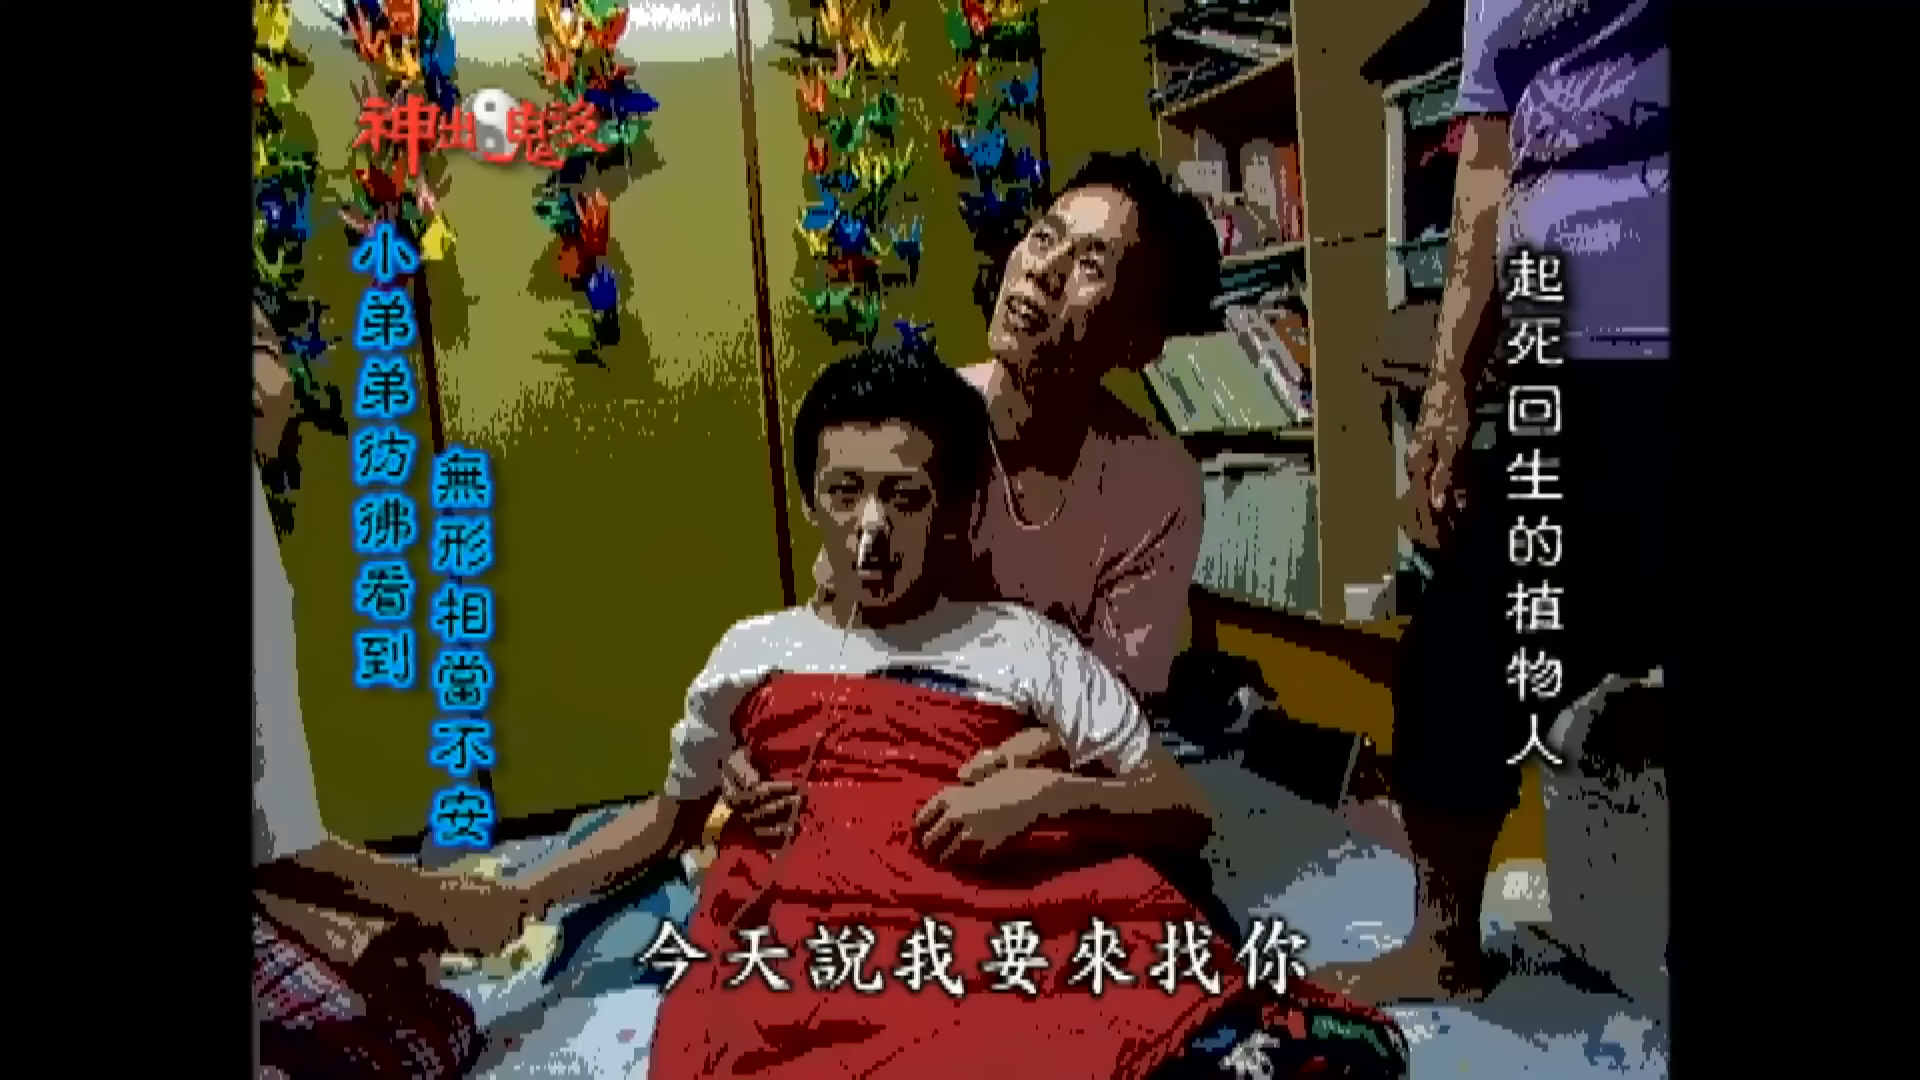 神出鬼沒
小弟弟彷彿看到
無形相當不安
起死回生的植物人
今天說我要來找你